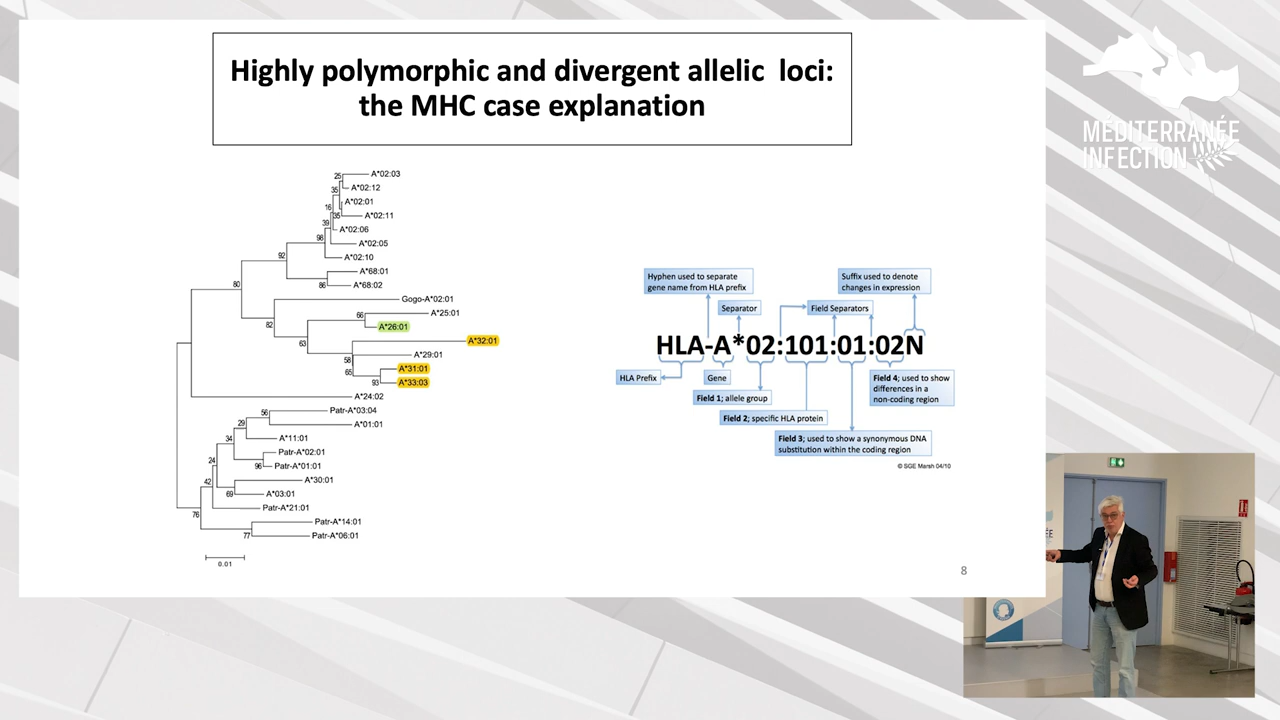 Highly polymorphic and divergent allelic loci:
the MHC case explanation
MÉDITERRANÉE
INFECTION
25
A*02:03
35
A*02:12
16
A*02:01
35
A*02:11
39
A*02:06
98
A*02:05
92
A*02:10
A*68:01
80
86
A*68:02
Gogo-A*02:01
66
A*25:01
82
A*26:01
63
A*32:01
58
A*29:01
65
A*31:01
93
A*33:03
A*24:02
56
Patr-A*03:04
29
A*01:01
34
A*11:01
Patr-A*02:01
24
96
Patr-A*01:01
42
A*30:01
69
A*03:01
76
Patr-A*21:01
Patr-A*14:01
77
Patr-A*06:01
0.01
Hyphen used to separate
gene name from HLA prefix
Suffix used to denote
changes in expression
Separator
Field Separators
HLA-A*02:101:01:02N
HLA Prefix
Gene
Field 1; allele group
Field 2; specific HLA protein
Field 3; used to show a synonymous DNA
substitution within the coding region
Field 4; used to show
differences in a
non-coding region
© SGE Marsh 04/10
8